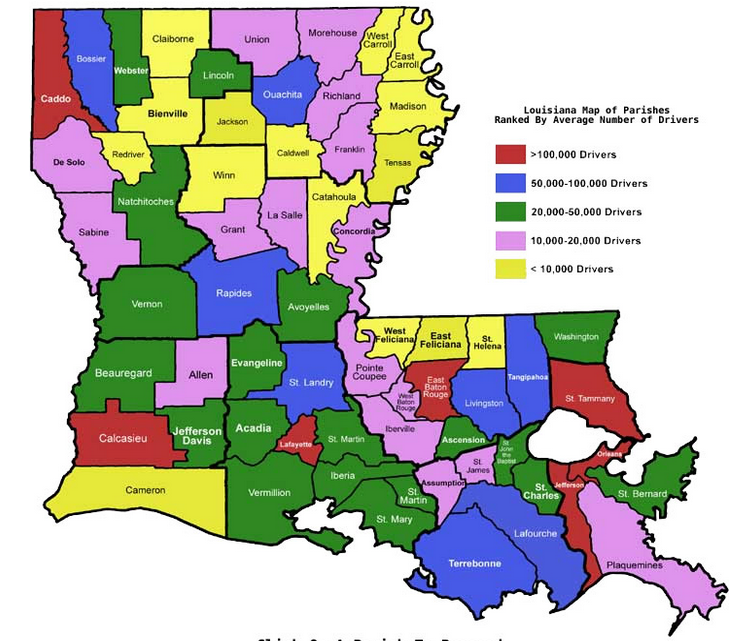 Louisiana Map of Parishes
Ranked By Average Number of Drivers
>100,000 Drivers
50,000-100,000 Drivers
20,000-50,000 Drivers
10,000-20,000 Drivers
< 10,000 Drivers
Caddo
Bossier
Webster
Claiborne
Lincoln
Union
Morehouse
West
Carroll
East
Carroll
Ouachita
Richland
Madison
Bienville
Jackson
De Soto
Redriver
Caldwell
Franklin
Tensas
Natchitoches
Winn
Sabine
Grant
La Salle
Catahoula
Concordia
Vernon
Rapides
Avoyelles
Beauregard
Allen
Evangeline
St. Landry
Pointe
Coupee
West
Feliciana
East
Feliciana
St.
Helena
Tangipahoa
Washington
East
Baton
Rouge
West
Baton
Rouge
Livingston
St. Tammany
Calcasieu
Jefferson
Davis
Acadia
Lafayette
St. Martin
Iberville
Ascension
St
John
the
Baptist
Orleans
Cameron
Vermillion
Iberia
St.
Martin
St. Mary
Assumption
St.
James
St.
Charles
Jefferson
St. Bernard
Terrebonne
Lafourche
Plaquemines